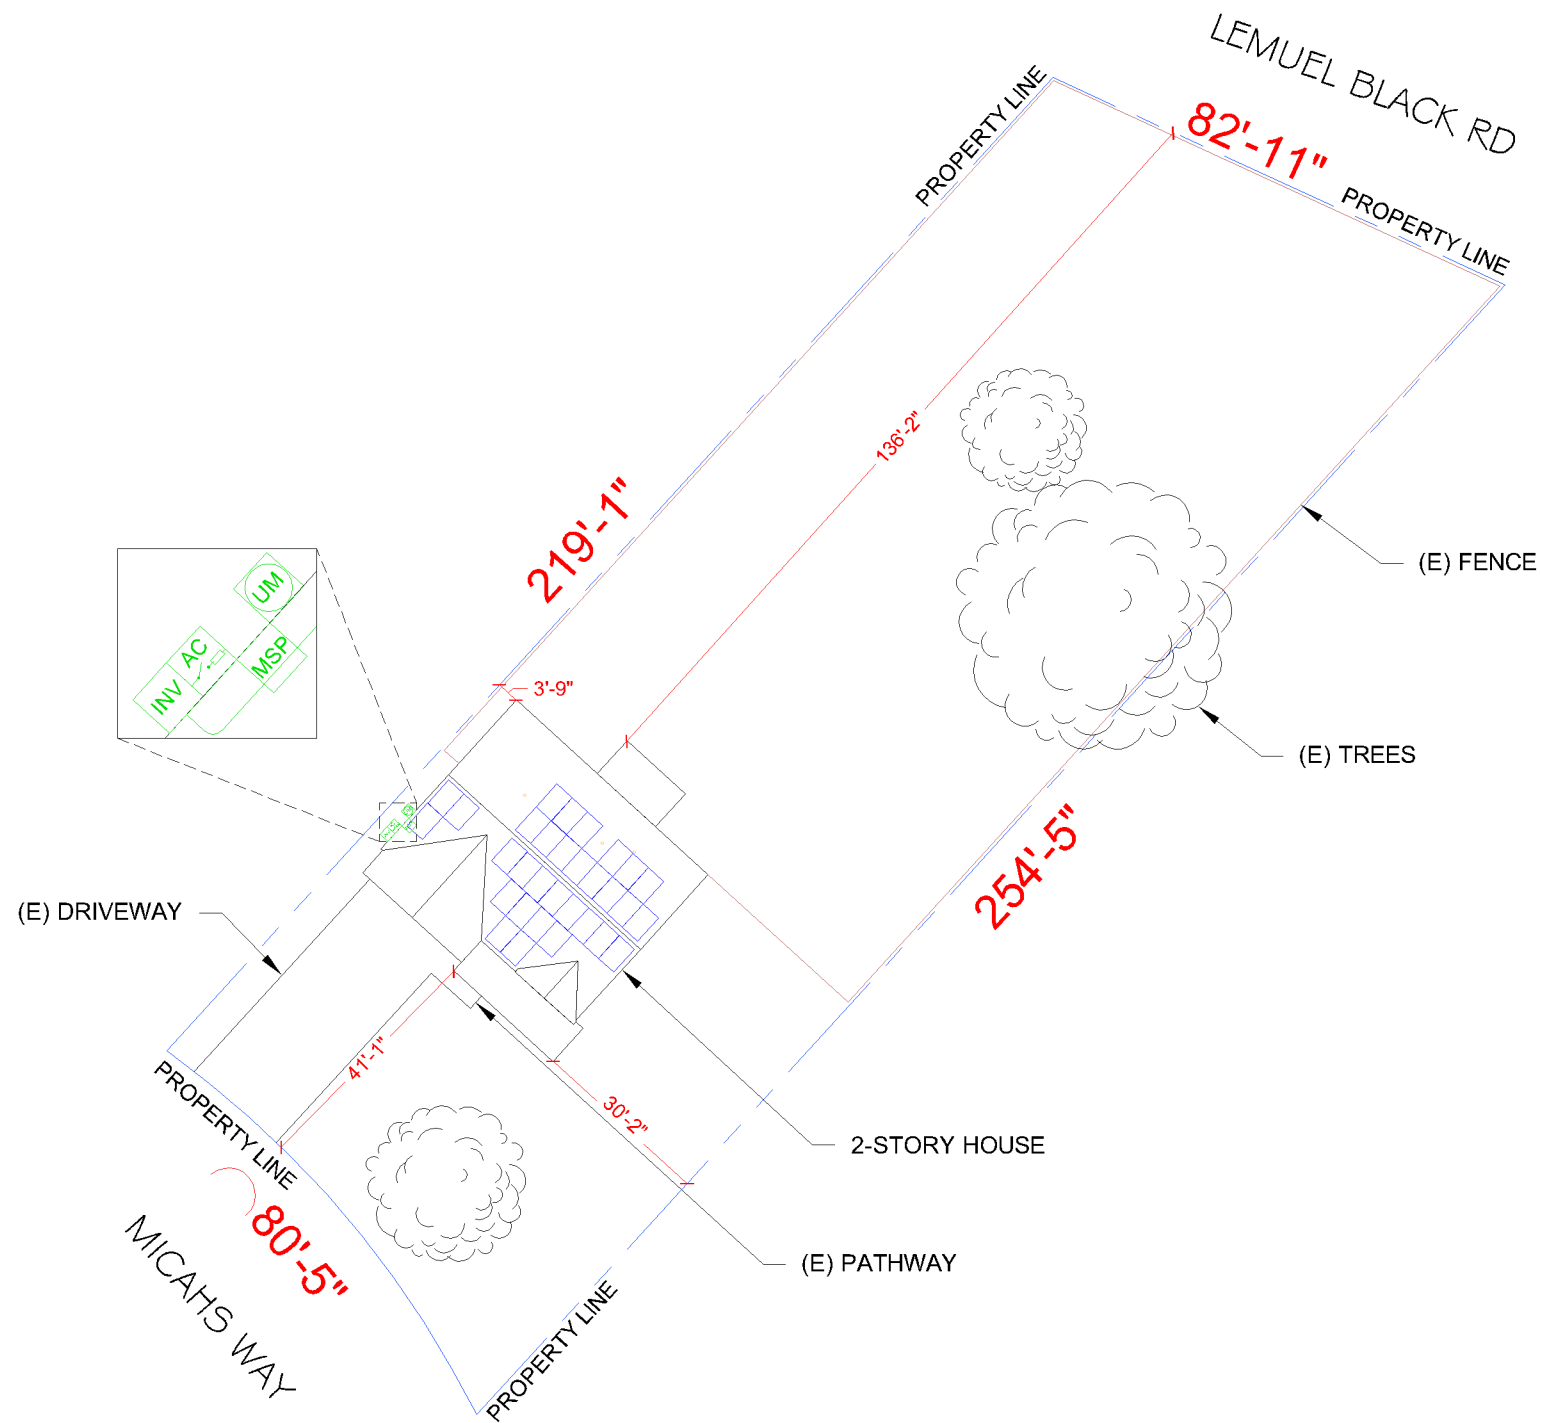 LEMUEL BLACK RD
PROPERTY LINE
82'-11"
PROPERTY LINE
136'-2"
219'-1"
(E) FENCE
UM
AC
MSP
INV
3'-9"
(E) TREES
254'-5"
(E) DRIVEWAY
41'-1"
30'-2"
PROPERTY LINE
2-STORY HOUSE
80'-5"
(E) PATHWAY
MICAHS WAY
PROPERTY LINE